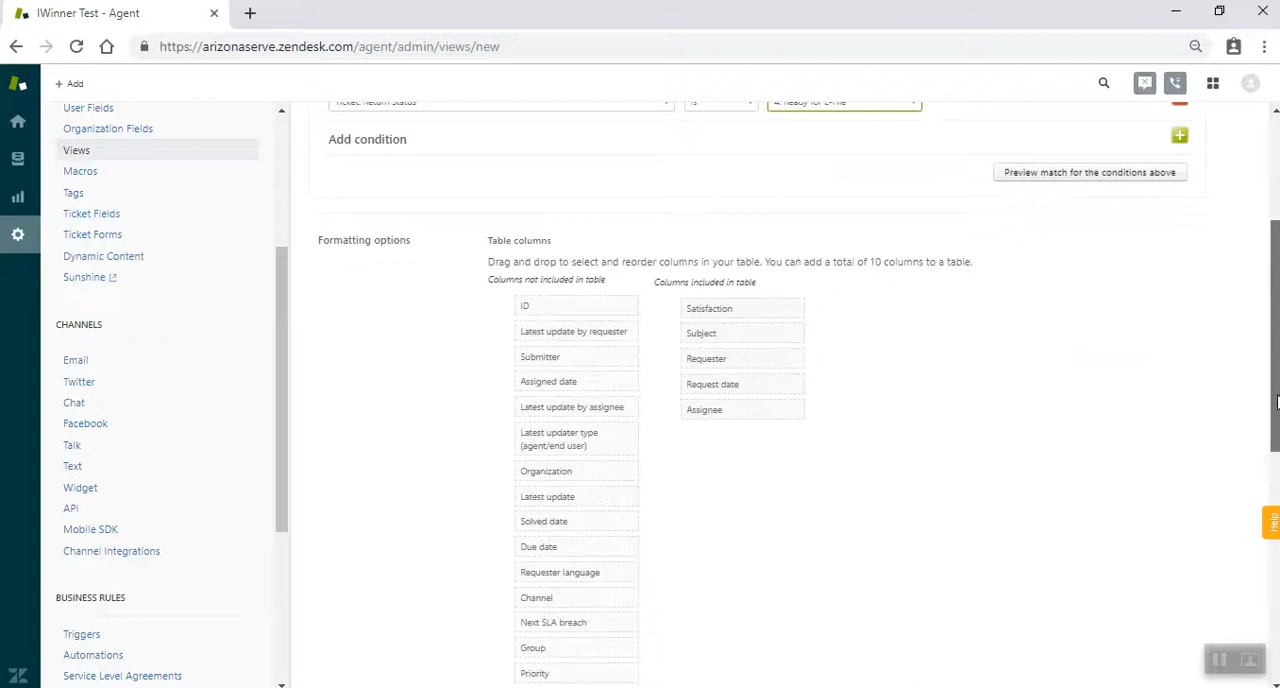 IWinner Test - Agent
https://arizonaserve.zendesk.com/agent/admin/views/new
+ Add
User Fields
Organization Fields
Views
Macros
Tags
Ticket Fields
Ticket Forms
Dynamic Content
Sunshine
CHANNELS
Email
Twitter
Chat
Facebook
Talk
Text
Widget
API
Mobile SDK
Channel Integrations
BUSINESS RULES
Triggers
Automations
Service Level Agreements
Ticket: Return Status
Is
4. Ready for E-File
Add condition
Preview match for the conditions above
Formatting options
Table columns
Drag and drop to select and reorder columns in your table. You can add a total of 10 columns to a table.
Columns not included in table
ID
Latest update by requester
Submitter
Assigned date
Latest update by assignee
Latest updater type
(agent/end user)
Organization
Latest update
Solved date
Due date
Requester language
Channel
Next SLA breach
Group
Priority
Columns included in table
Satisfaction
Subject
Requester
Request date
Assignee
Help